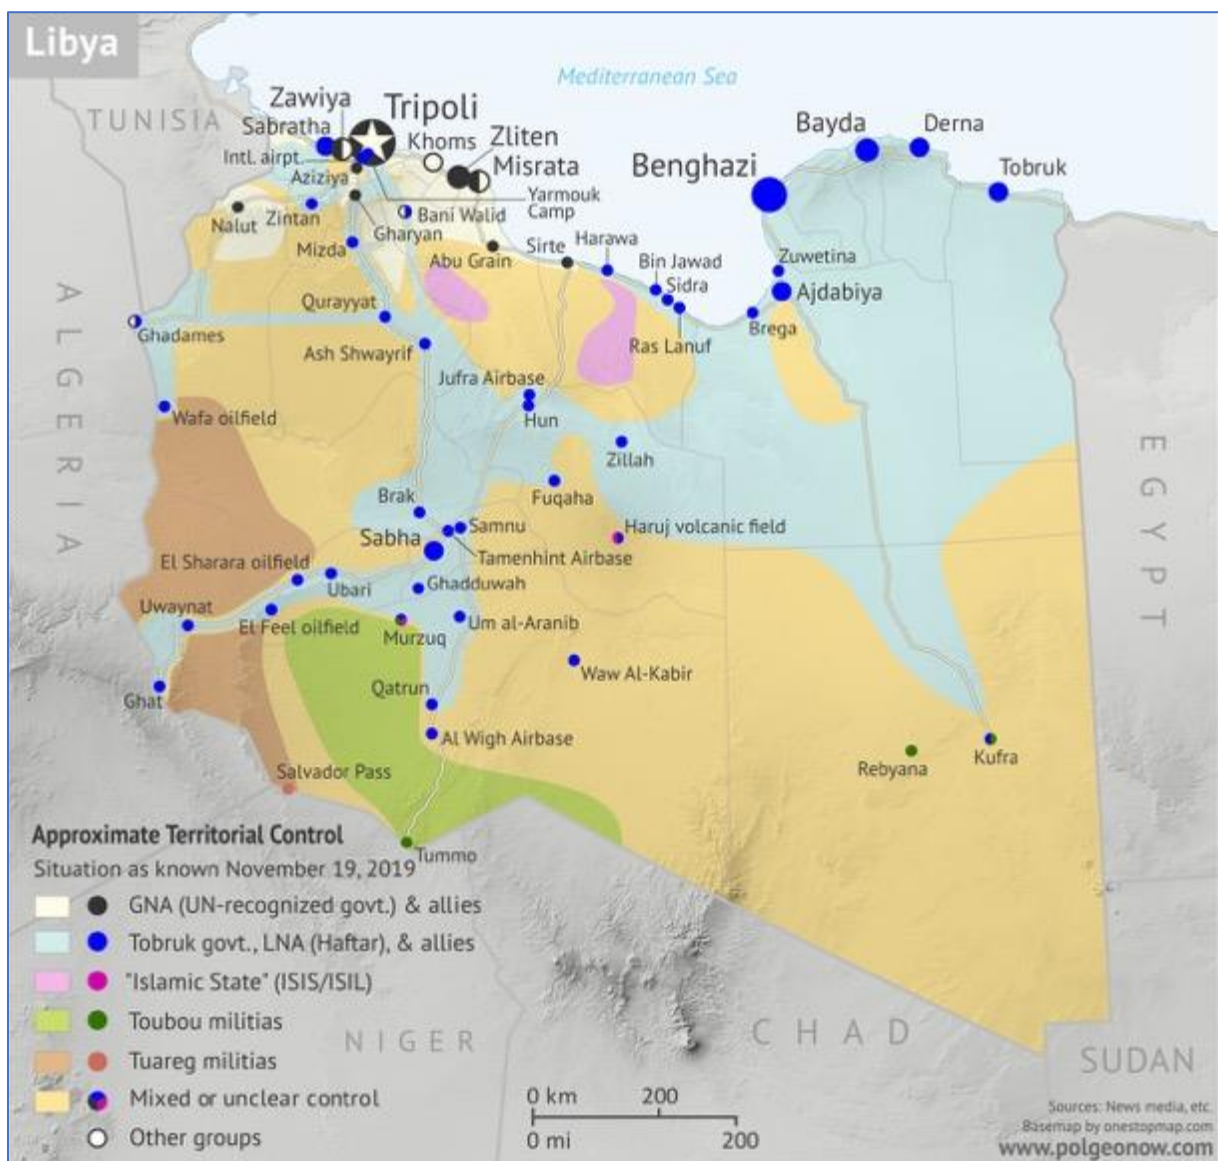 Libya
Mediterranean Sea
TUNISIA
Zawiya
Tripoli
Sabratha
Khoms
Zliten
Intl. airpt.
Misrata
Aziziya
Yarmouk
Camp
Nalut
Zintan
Bani Walid
Gharyan
Mizda
Abu Grain
Sirte
Harawa
Bin Jawad
Sidra
Ras Lanuf
Benghazi
Bayda
Derna
Tobruk
Zuwetina
Ajdabiya
Brega
ALGERIA
Ghadames
Qurayyat
Ash Shwayrif
Jufra Airbase
Hun
Wafa oilfield
Zillah
EGYPT
Brak
Fuqaha
Sabha
Samnu
Haruj volcanic field
Tamenhint Airbase
El Sharara oilfield
Ubari
Ghadduwah
Uwaynat
El Feel oilfield
Murzuq
Um al-Aranib
Waw Al-Kabir
Ghat
Qatrun
Al Wigh Airbase
Rebyana
Kufra
Salvador Pass
Tummo
Approximate Territorial Control
Situation as known November 19, 2019
GNA (UN-recognized govt.) & allies
Tobruk govt., LNA (Haftar), & allies
"Islamic State" (ISIS/ISIL)
Toubou militias
Tuareg militias
Mixed or unclear control
Other groups
NIGER
CHAD
SUDAN
0 km 200
0 mi 200
Sources: News media, etc.
Basemap by onestopmap.com
www.polgeonow.com